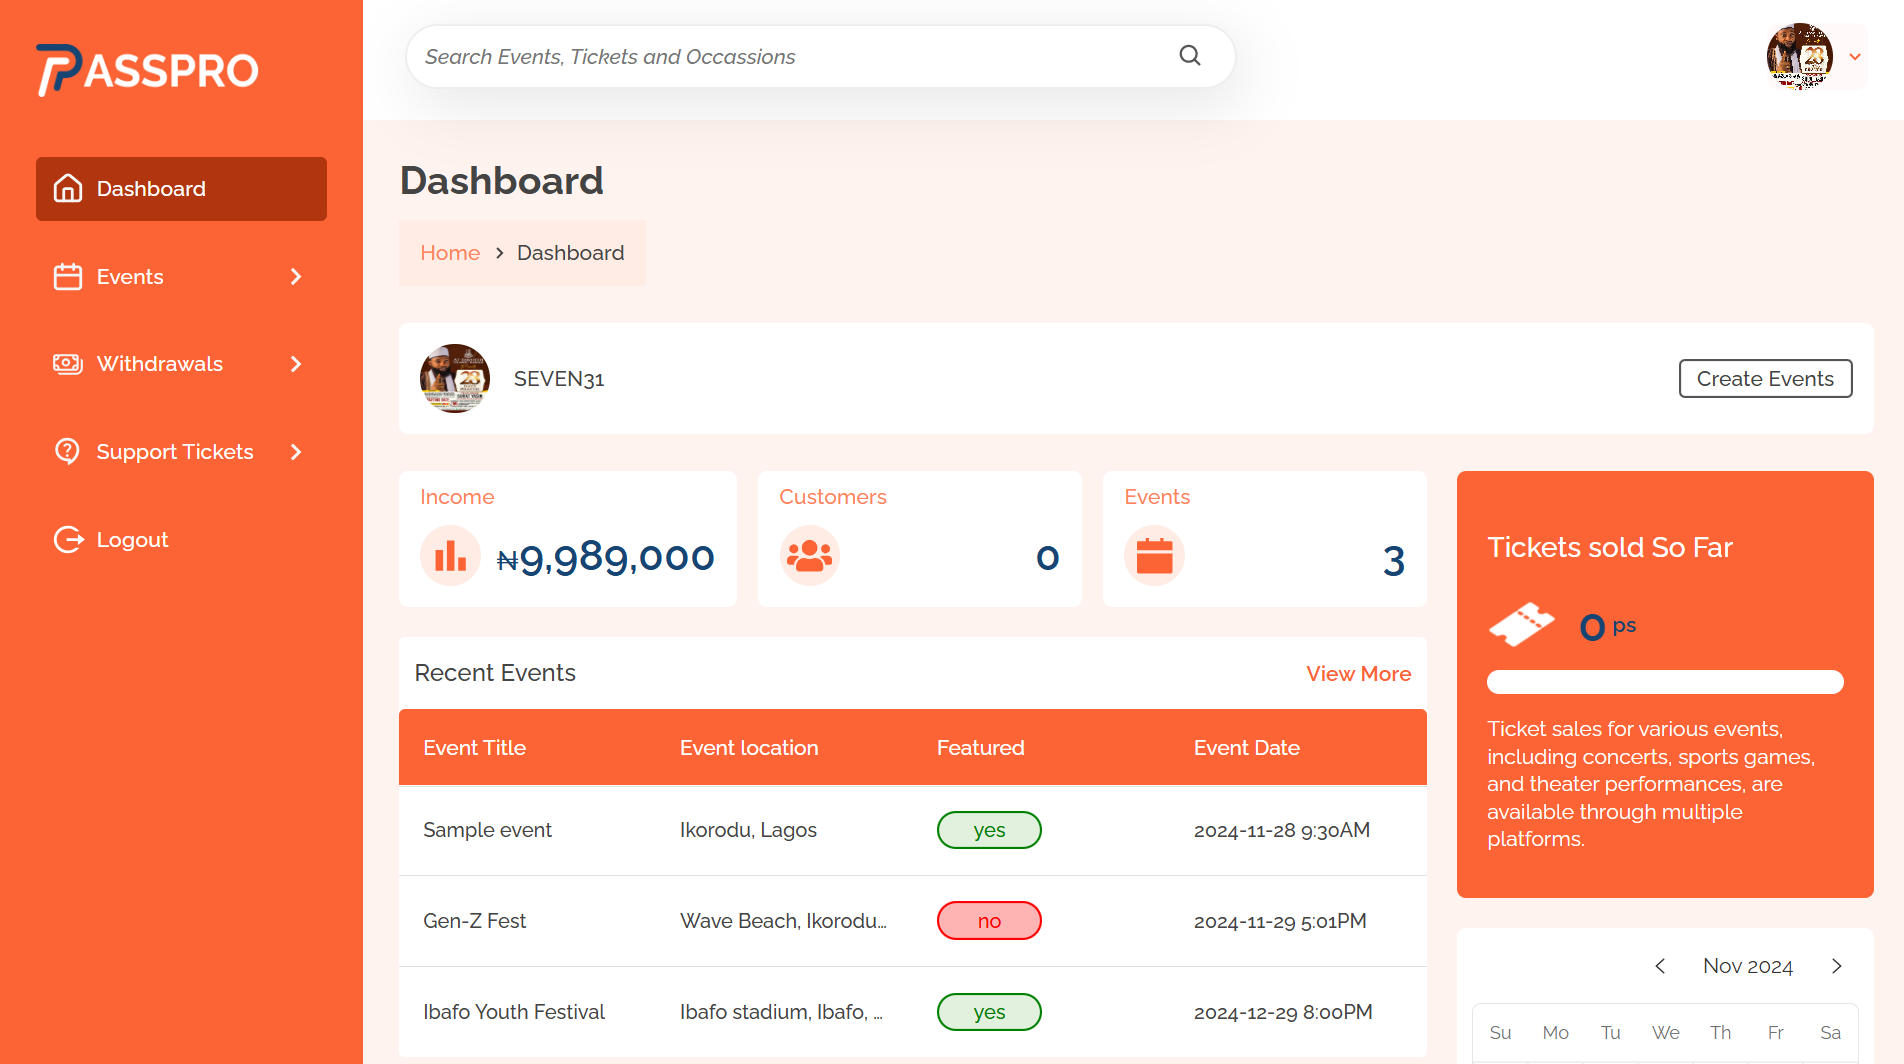 PASSPRO
Search Events, Tickets and Occassions
Dashboard
Events
Withdrawals
Support Tickets
Logout
Dashboard
Home > Dashboard
SEVEN31
Create Events
Income
₦9,989,000
Customers
0
Events
3
Tickets sold So Far
0 ps
Ticket sales for various events,
including concerts, sports games,
and theater performances, are
available through multiple
platforms.
Recent Events
View More
Event Title Event location Featured Event Date
Sample event Ikorodu, Lagos yes 2024-11-28 9:30AM
Gen-Z Fest Wave Beach, Ikorodu... no 2024-11-29 5:01PM
Ibafo Youth Festival Ibafo stadium, Ibafo, ... yes 2024-12-29 8:00PM
Nov 2024
Su Mo Tu We Th Fr Sa